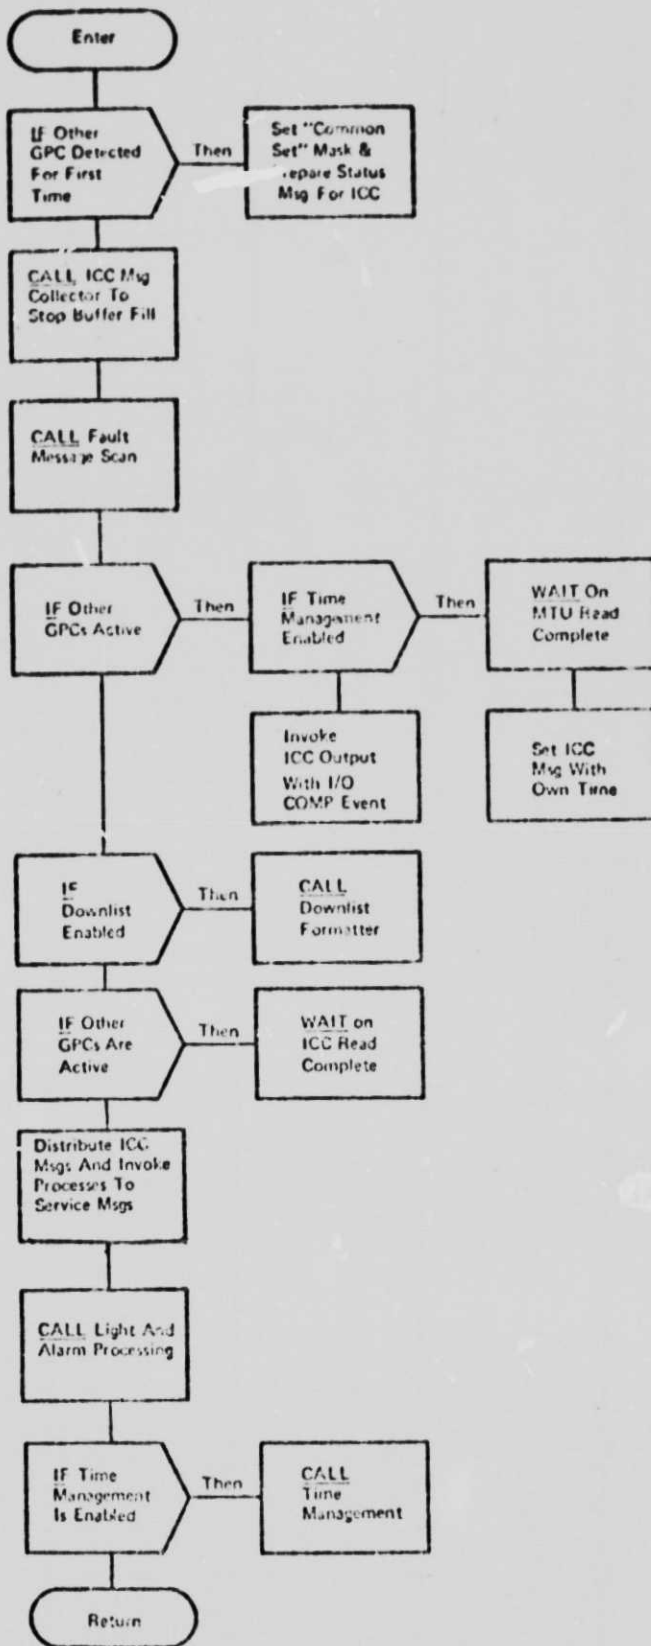 Enter
IF Other
GPC Detected
For First
Time
Then
Set "Common
Set" Mask &
Prepare Status
Msg For ICC
CALL ICC Msg
Collector To
Stop Buffer Fill
CALL Fault
Message Scan
IF Other
GPCs Active
Then
IF Time
Management
Enabled
Then
WAIT On
MTU Read
Complete
Invoke
ICC Output
With I/O
COMP Event
Set ICC
Msg With
Own Time
IF
Downlist
Enabled
Then
CALL
Downlist
Formatter
IF Other
GPCs Are
Active
Then
WAIT on
ICC Read
Complete
Distribute ICC
Msgs And Invoke
Processes To
Service Msgs
CALL Light And
Alarm Processing
IF Time
Management
Is Enabled
Then
CALL
Time
Management
Return